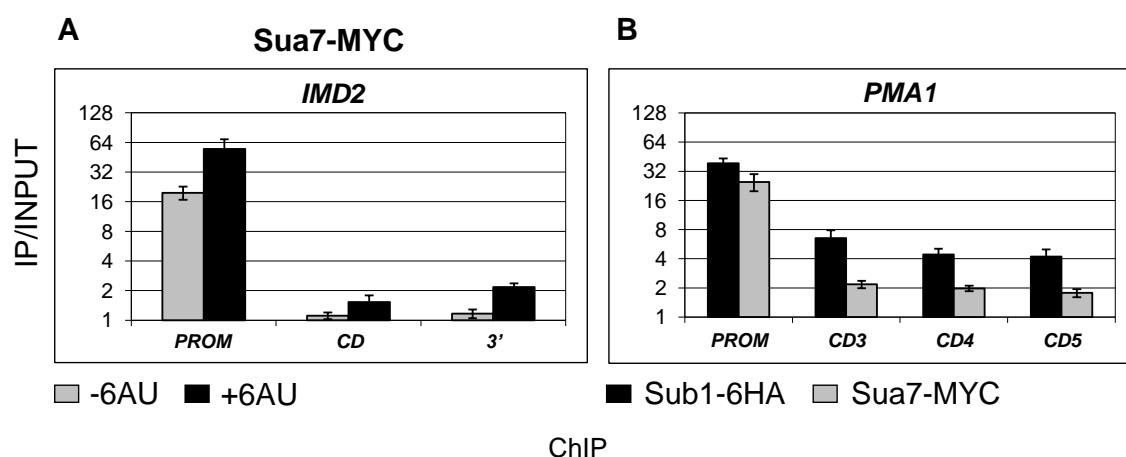 A
Sua7-MYC
B
IMD2
PMA1
IP/INPUT
128
64
32
16
8
4
2
1
PROM CD 3’
-6AU +6AU
128
64
32
16
8
4
2
1
PROM CD3 CD4 CD5
Sub1-6HA Sua7-MYC
ChIP